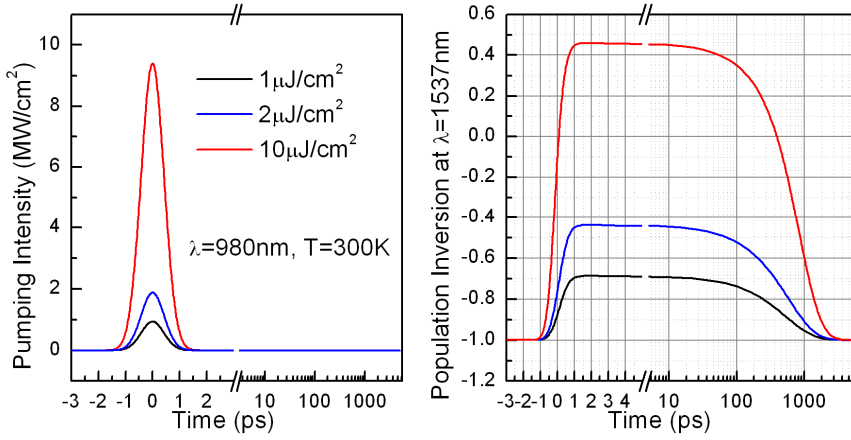 Pumping Intensity (MW/cm²)
10
8
6
4
2
0
1μJ/cm²
2μJ/cm²
10μJ/cm²
λ=980nm, T=300K
-3 -2 -1 0 1 2 10 100 1000
Time (ps)
Population Inversion at λ=1537nm
0.6
0.4
0.2
0.0
-0.2
-0.4
-0.6
-0.8
-1.0
-1.2
-3 -2 -1 0 1 2 3 4 10 100 1000
Time (ps)